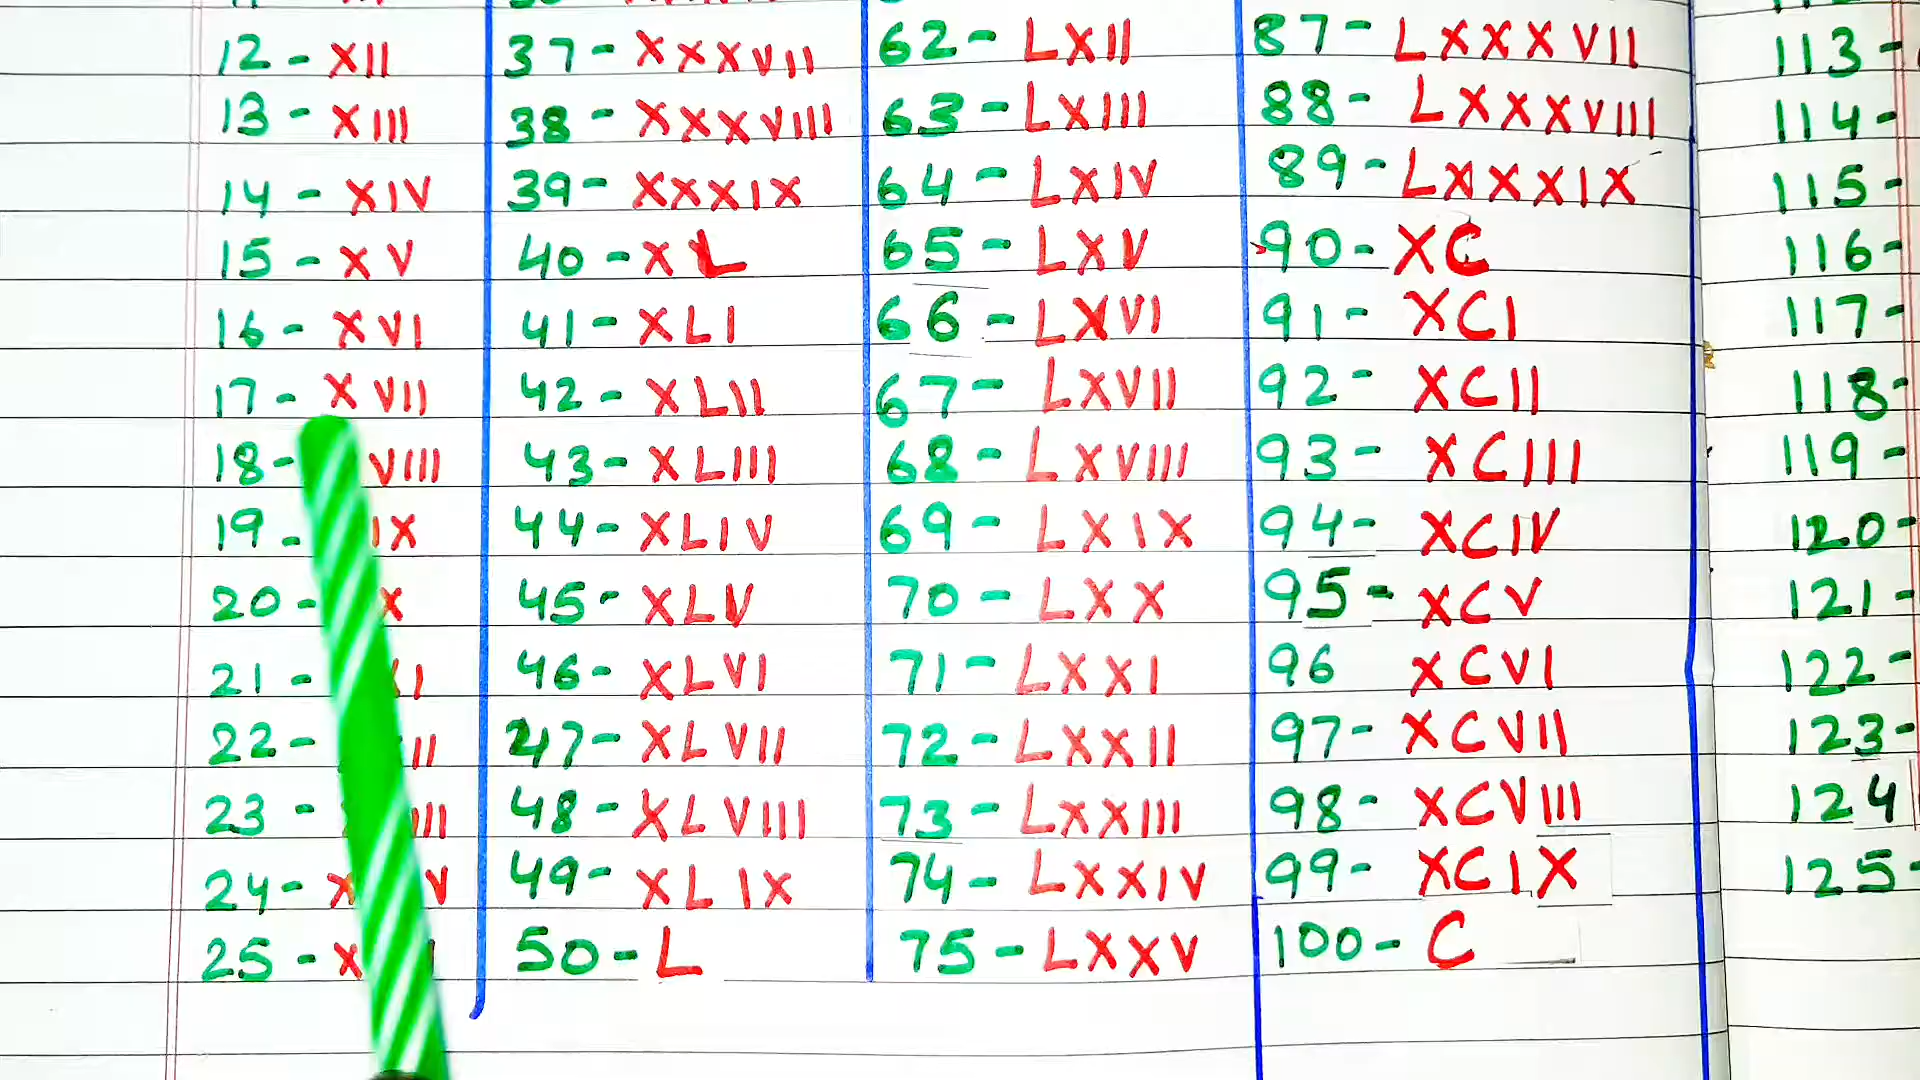 12 - XII
13 - XIII
14 - XIV
15 - XV
16 - XVI
17 - XVII
18 - VIII
19 - IX
20 - X
21 - I
22 - II
23 - III
24 - X V
25 - X
37 - XXXVII
38 - XXXVIII
39 - XXXIX
40 - XL
41 - XLI
42 - XLII
43 - XLIII
44 - XLIV
45 - XLV
46 - XLVI
47 - XLVII
48 - XLVIII
49 - XLIX
50 - L
62 - LXII
63 - LXIII
64 - LXIV
65 - LXV
66 - LXVI
67 - LXVII
68 - LXVIII
69 - LXIX
70 - LXX
71 - LXXI
72 - LXXII
73 - LXXIII
74 - LXXIV
75 - LXXV
87 - LXXXVII
88 - LXXXVIII
89 - LXXXIX
90 - XC
91 - XCI
92 - XCII
93 - XCIII
94 - XCIV
95 - XCV
96 XCVI
97 - XCVII
98 - XCVIII
99 - XCIX
100 - C
113 -
114 -
115 -
116 -
117 -
118 -
119 -
120 -
121 -
122 -
123 -
124
125 -